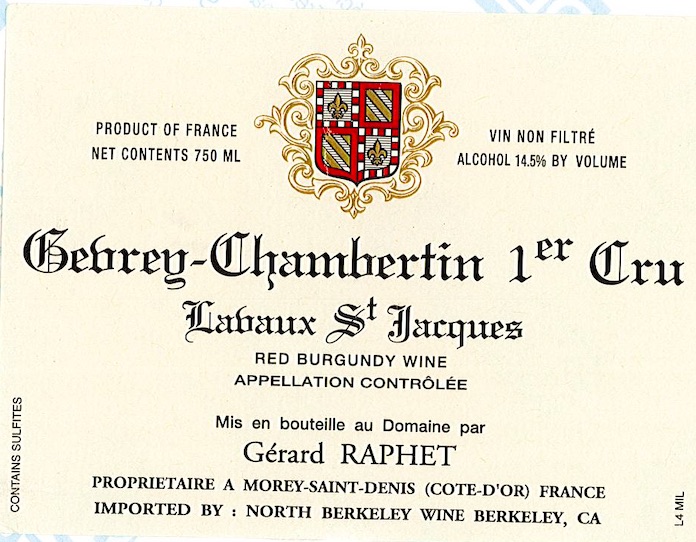 PRODUCT OF FRANCE
NET CONTENTS 750 ML
VIN NON FILTRÉ
ALCOHOL 14.5% BY VOLUME
Gevrey-Chambertin 1er Cru
Lavaux St Jacques
RED BURGUNDY WINE
APPELLATION CONTRÔLÉE
Mis en bouteille au Domaine par
Gérard RAPHET
PROPRIETAIRE A MOREY-SAINT-DENIS (COTE-D'OR) FRANCE
IMPORTED BY : NORTH BERKELEY WINE BERKELEY, CA
CONTAINS SULFITES
L4 MIL